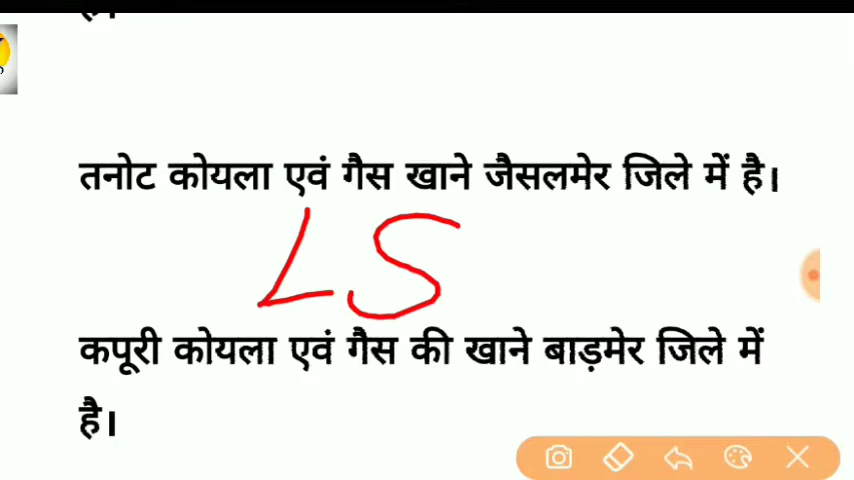 है।
तनोट कोयला एवं गैस खाने जैसलमेर जिले में है।
LS
कपूरी कोयला एवं गैस की खाने बाड़मेर जिले में
है।